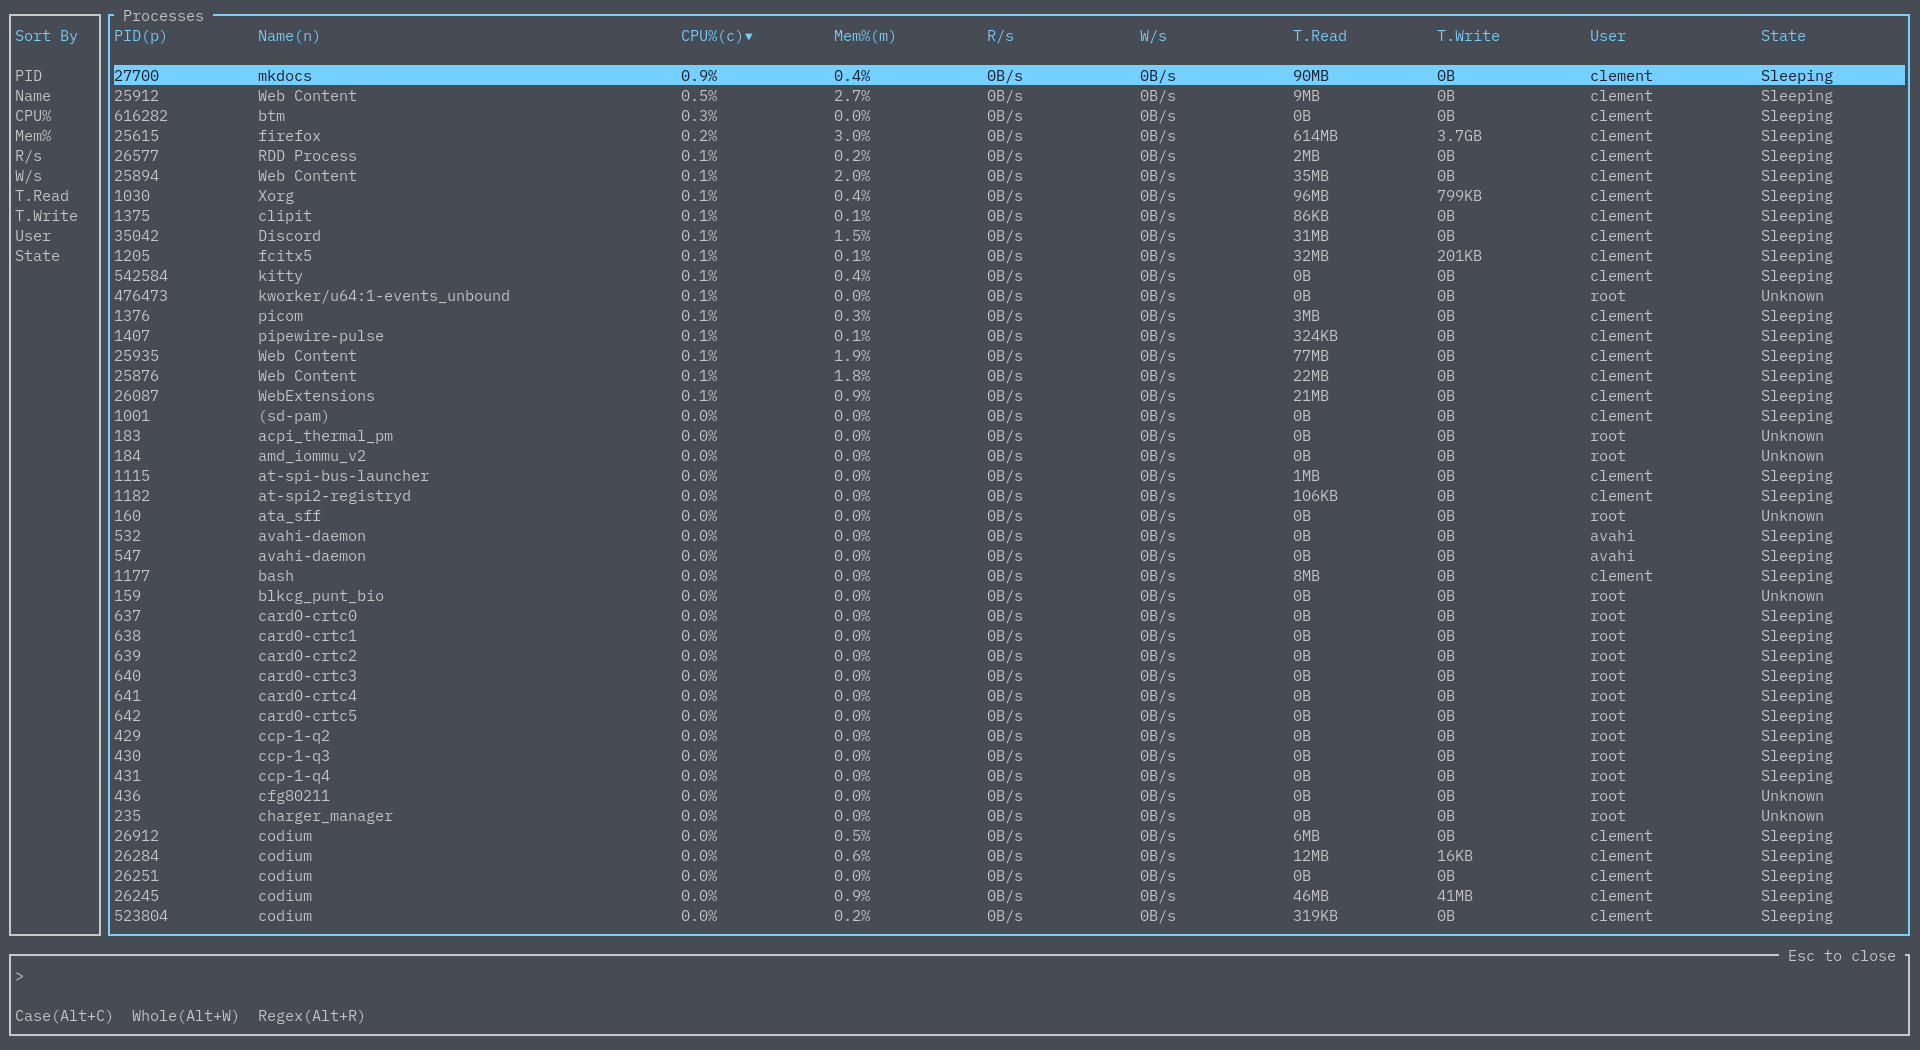 Processes
Sort By PID(p) Name(n) CPU%(c)▼ Mem%(m) R/s W/s T.Read T.Write User State
PID 27700 mkdocs 0.9% 0.4% 0B/s 0B/s 90MB 0B clement Sleeping
Name 25912 Web Content 0.5% 2.7% 0B/s 0B/s 9MB 0B clement Sleeping
CPU% 616282 btm 0.3% 0.0% 0B/s 0B/s 0B 0B clement Sleeping
Mem% 25615 firefox 0.2% 3.0% 0B/s 0B/s 614MB 3.7GB clement Sleeping
R/s 26577 RDD Process 0.1% 0.2% 0B/s 0B/s 2MB 0B clement Sleeping
W/s 25894 Web Content 0.1% 2.0% 0B/s 0B/s 35MB 0B clement Sleeping
T.Read 1030 Xorg 0.1% 0.4% 0B/s 0B/s 96MB 799KB clement Sleeping
T.Write 1375 clipit 0.1% 0.1% 0B/s 0B/s 86KB 0B clement Sleeping
User 35042 Discord 0.1% 1.5% 0B/s 0B/s 31MB 0B clement Sleeping
State 1205 fcitx5 0.1% 0.1% 0B/s 0B/s 32MB 201KB clement Sleeping
542584 kitty 0.1% 0.4% 0B/s 0B/s 0B 0B clement Sleeping
476473 kworker/u64:1-events_unbound 0.1% 0.0% 0B/s 0B/s 0B 0B root Unknown
1376 picom 0.1% 0.3% 0B/s 0B/s 3MB 0B clement Sleeping
1407 pipewire-pulse 0.1% 0.1% 0B/s 0B/s 324KB 0B clement Sleeping
25935 Web Content 0.1% 1.9% 0B/s 0B/s 77MB 0B clement Sleeping
25876 Web Content 0.1% 1.8% 0B/s 0B/s 22MB 0B clement Sleeping
26087 WebExtensions 0.1% 0.9% 0B/s 0B/s 21MB 0B clement Sleeping
1001 (sd-pam) 0.0% 0.0% 0B/s 0B/s 0B 0B clement Sleeping
183 acpi_thermal_pm 0.0% 0.0% 0B/s 0B/s 0B 0B root Unknown
184 amd_iommu_v2 0.0% 0.0% 0B/s 0B/s 0B 0B root Unknown
1115 at-spi-bus-launcher 0.0% 0.0% 0B/s 0B/s 1MB 0B clement Sleeping
1182 at-spi2-registryd 0.0% 0.0% 0B/s 0B/s 106KB 0B clement Sleeping
160 ata_sff 0.0% 0.0% 0B/s 0B/s 0B 0B root Unknown
532 avahi-daemon 0.0% 0.0% 0B/s 0B/s 0B 0B avahi Sleeping
547 avahi-daemon 0.0% 0.0% 0B/s 0B/s 0B 0B avahi Sleeping
1177 bash 0.0% 0.0% 0B/s 0B/s 8MB 0B clement Sleeping
159 blkcg_punt_bio 0.0% 0.0% 0B/s 0B/s 0B 0B root Unknown
637 card0-crtc0 0.0% 0.0% 0B/s 0B/s 0B 0B root Sleeping
638 card0-crtc1 0.0% 0.0% 0B/s 0B/s 0B 0B root Sleeping
639 card0-crtc2 0.0% 0.0% 0B/s 0B/s 0B 0B root Sleeping
640 card0-crtc3 0.0% 0.0% 0B/s 0B/s 0B 0B root Sleeping
641 card0-crtc4 0.0% 0.0% 0B/s 0B/s 0B 0B root Sleeping
642 card0-crtc5 0.0% 0.0% 0B/s 0B/s 0B 0B root Sleeping
429 ccp-1-q2 0.0% 0.0% 0B/s 0B/s 0B 0B root Sleeping
430 ccp-1-q3 0.0% 0.0% 0B/s 0B/s 0B 0B root Sleeping
431 ccp-1-q4 0.0% 0.0% 0B/s 0B/s 0B 0B root Sleeping
436 cfg80211 0.0% 0.0% 0B/s 0B/s 0B 0B root Unknown
235 charger_manager 0.0% 0.0% 0B/s 0B/s 0B 0B root Unknown
26912 codium 0.0% 0.5% 0B/s 0B/s 6MB 0B clement Sleeping
26284 codium 0.0% 0.6% 0B/s 0B/s 12MB 16KB clement Sleeping
26251 codium 0.0% 0.0% 0B/s 0B/s 0B 0B clement Sleeping
26245 codium 0.0% 0.9% 0B/s 0B/s 46MB 41MB clement Sleeping
523804 codium 0.0% 0.2% 0B/s 0B/s 319KB 0B clement Sleeping
Esc to close
>
Case(Alt+C) Whole(Alt+W) Regex(Alt+R)